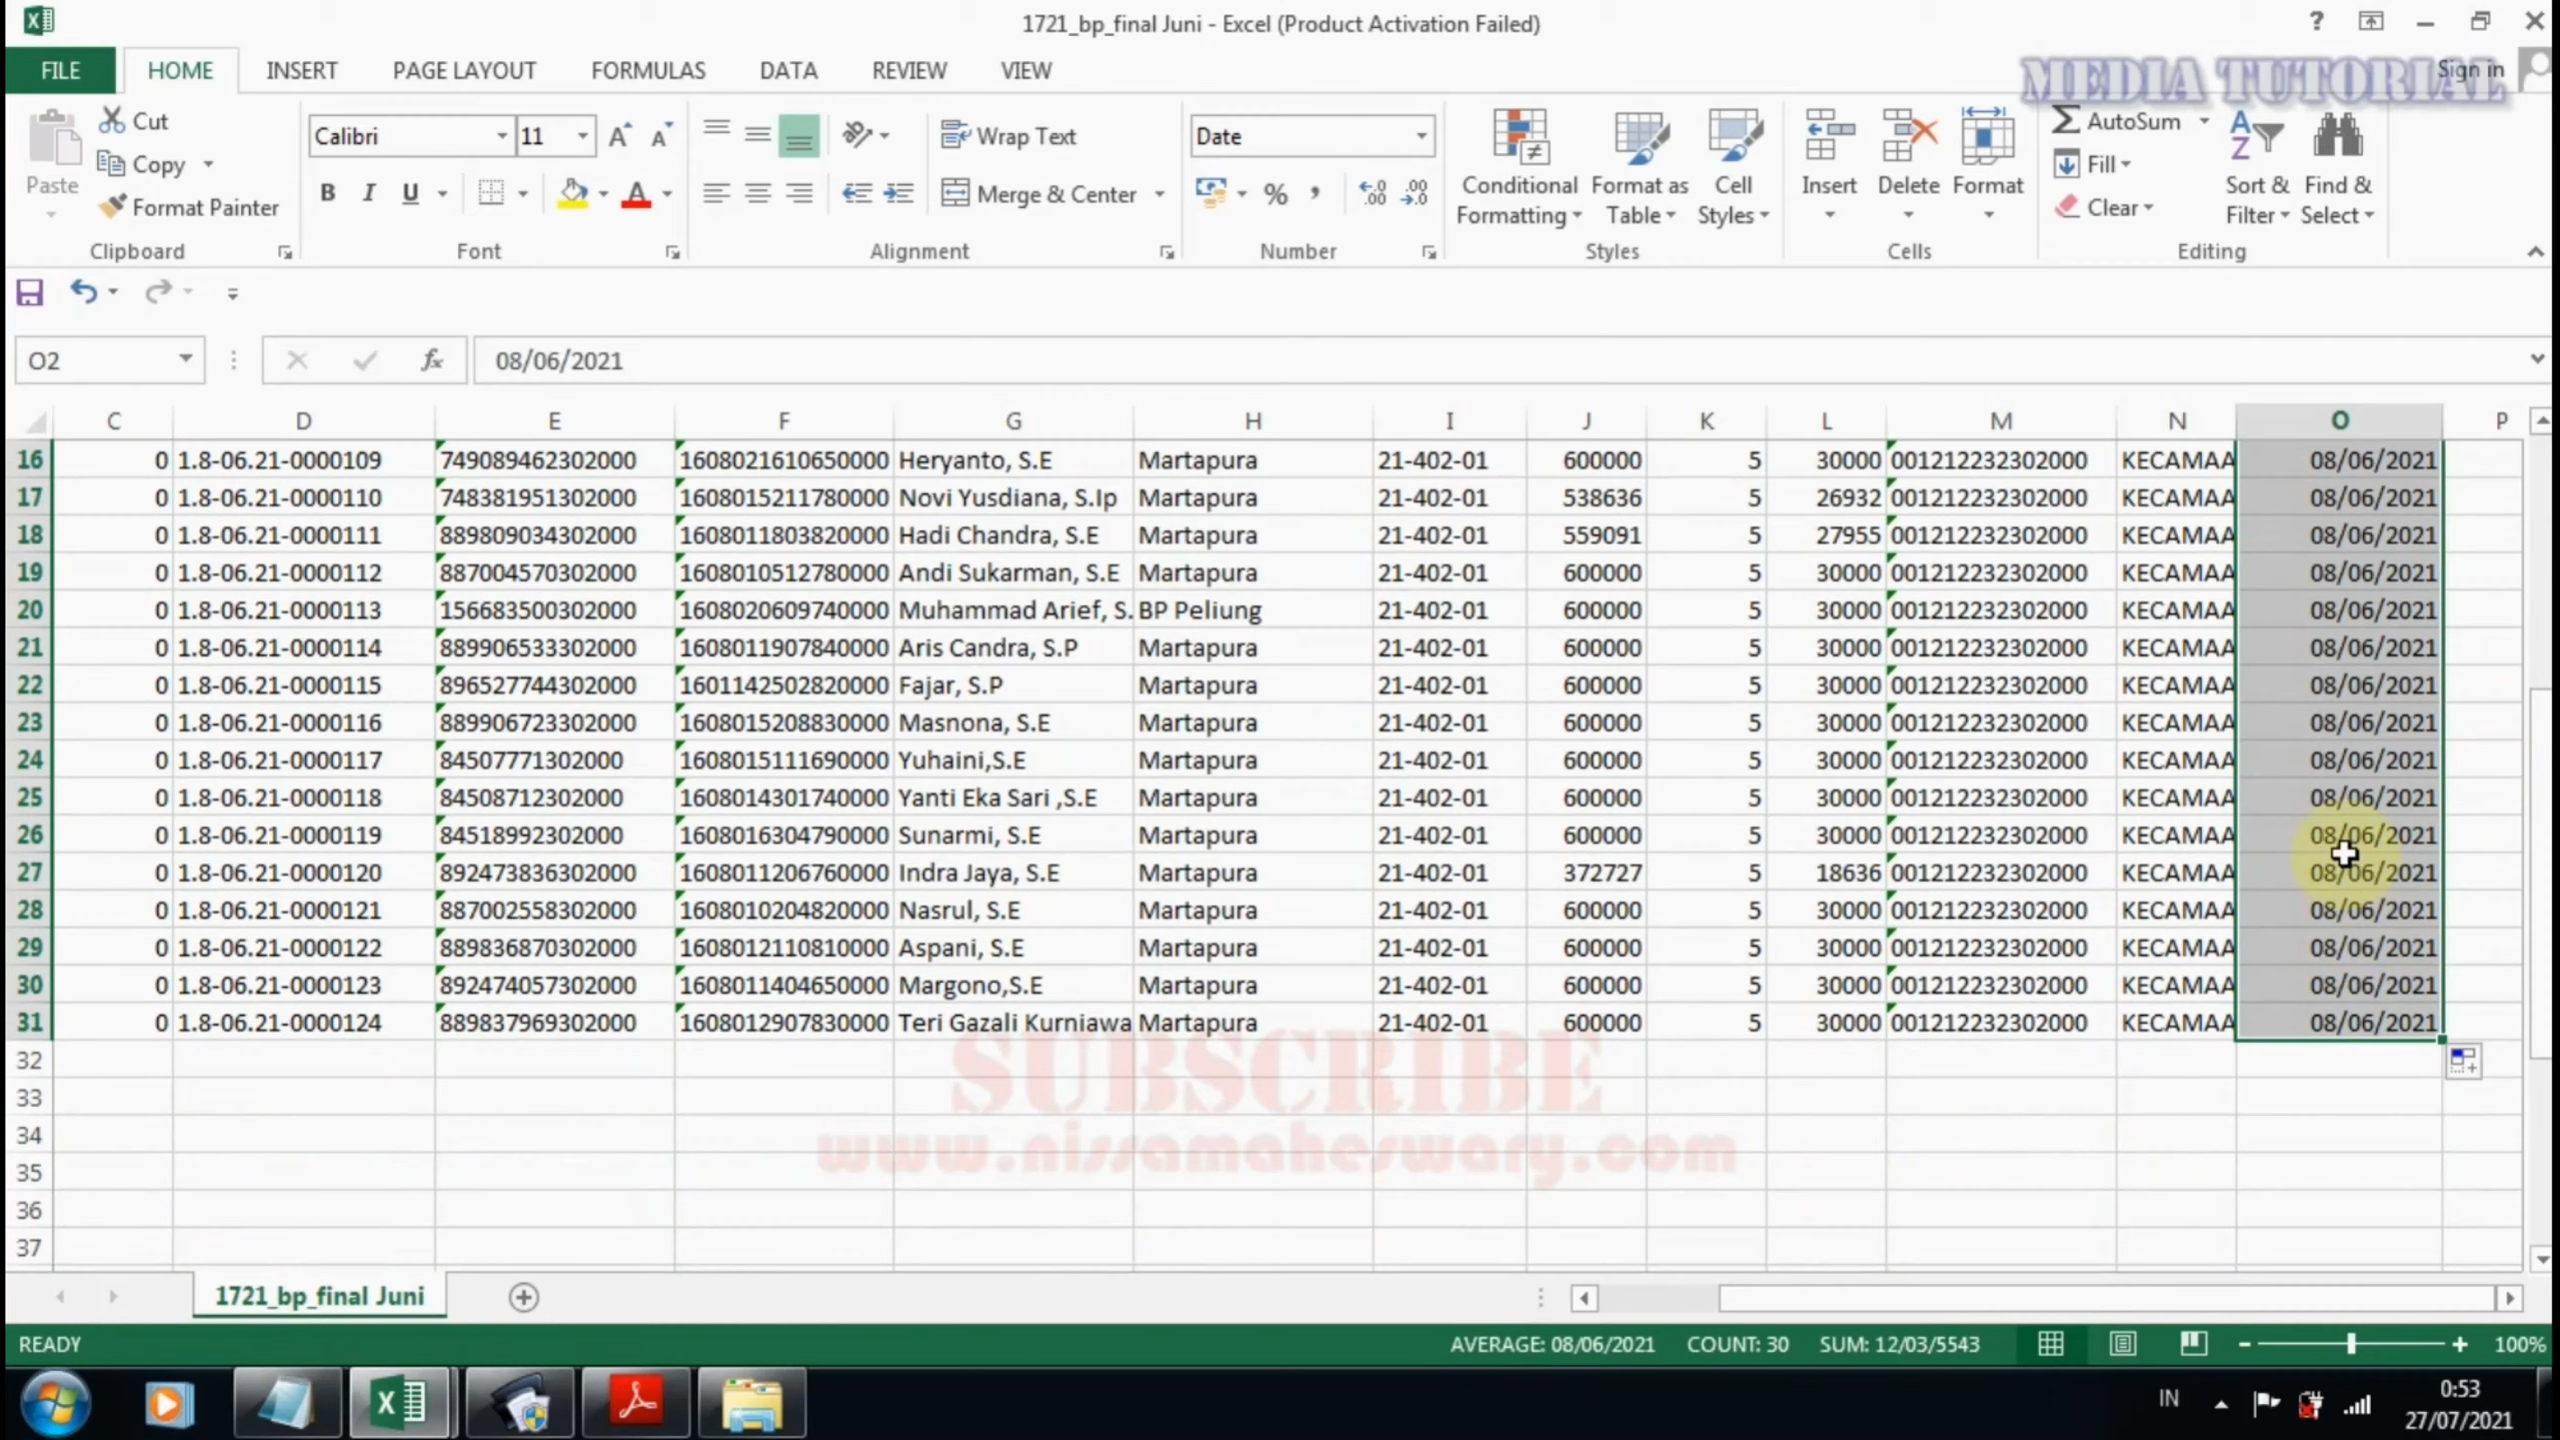 1721_bp_final Juni - Excel (Product Activation Failed)
FILE HOME INSERT PAGE LAYOUT FORMULAS DATA REVIEW VIEW Sign in
MEDIA TUTORIAL
Paste Cut Copy Format Painter Clipboard
Calibri 11 B I U Font
Wrap Text Merge & Center Alignment
Date % , Number
Conditional Formatting Format as Table Cell Styles Styles
Insert Delete Format Cells
AutoSum Fill Clear Sort & Filter Find & Select Editing
O2 fx 08/06/2021
C D E F G H I J K L M N O P
16 0 1.8-06.21-0000109 749089462302000 1608021610650000 Heryanto, S.E Martapura 21-402-01 600000 5 30000 001212232302000 KECAMAA 08/06/2021
17 0 1.8-06.21-0000110 748381951302000 1608015211780000 Novi Yusdiana, S.Ip Martapura 21-402-01 538636 5 26932 001212232302000 KECAMAA 08/06/2021
18 0 1.8-06.21-0000111 889809034302000 1608011803820000 Hadi Chandra, S.E Martapura 21-402-01 559091 5 27955 001212232302000 KECAMAA 08/06/2021
19 0 1.8-06.21-0000112 887004570302000 1608010512780000 Andi Sukarman, S.E Martapura 21-402-01 600000 5 30000 001212232302000 KECAMAA 08/06/2021
20 0 1.8-06.21-0000113 156683500302000 1608020609740000 Muhammad Arief, S. BP Peliung 21-402-01 600000 5 30000 001212232302000 KECAMAA 08/06/2021
21 0 1.8-06.21-0000114 889906533302000 1608011907840000 Aris Candra, S.P Martapura 21-402-01 600000 5 30000 001212232302000 KECAMAA 08/06/2021
22 0 1.8-06.21-0000115 896527744302000 1601142502820000 Fajar, S.P Martapura 21-402-01 600000 5 30000 001212232302000 KECAMAA 08/06/2021
23 0 1.8-06.21-0000116 889906723302000 1608015208830000 Masnona, S.E Martapura 21-402-01 600000 5 30000 001212232302000 KECAMAA 08/06/2021
24 0 1.8-06.21-0000117 84507771302000 1608015111690000 Yuhaini,S.E Martapura 21-402-01 600000 5 30000 001212232302000 KECAMAA 08/06/2021
25 0 1.8-06.21-0000118 84508712302000 1608014301740000 Yanti Eka Sari ,S.E Martapura 21-402-01 600000 5 30000 001212232302000 KECAMAA 08/06/2021
26 0 1.8-06.21-0000119 84518992302000 1608016304790000 Sunarmi, S.E Martapura 21-402-01 600000 5 30000 001212232302000 KECAMAA 08/06/2021
27 0 1.8-06.21-0000120 892473836302000 1608011206760000 Indra Jaya, S.E Martapura 21-402-01 372727 5 18636 001212232302000 KECAMAA 08/06/2021
28 0 1.8-06.21-0000121 887002558302000 1608010204820000 Nasrul, S.E Martapura 21-402-01 600000 5 30000 001212232302000 KECAMAA 08/06/2021
29 0 1.8-06.21-0000122 889836870302000 1608012110810000 Aspani, S.E Martapura 21-402-01 600000 5 30000 001212232302000 KECAMAA 08/06/2021
30 0 1.8-06.21-0000123 892474057302000 1608011404650000 Margono,S.E Martapura 21-402-01 600000 5 30000 001212232302000 KECAMAA 08/06/2021
31 0 1.8-06.21-0000124 889837969302000 1608012907830000 Teri Gazali Kurniawa Martapura 21-402-01 600000 5 30000 001212232302000 KECAMAA 08/06/2021
32
33
34
35
36
37
SUBSCRIBE
www.nissamaheswary.com
1721_bp_final Juni
READY AVERAGE: 08/06/2021 COUNT: 30 SUM: 12/03/5543 100%
IN 0:53
27/07/2021